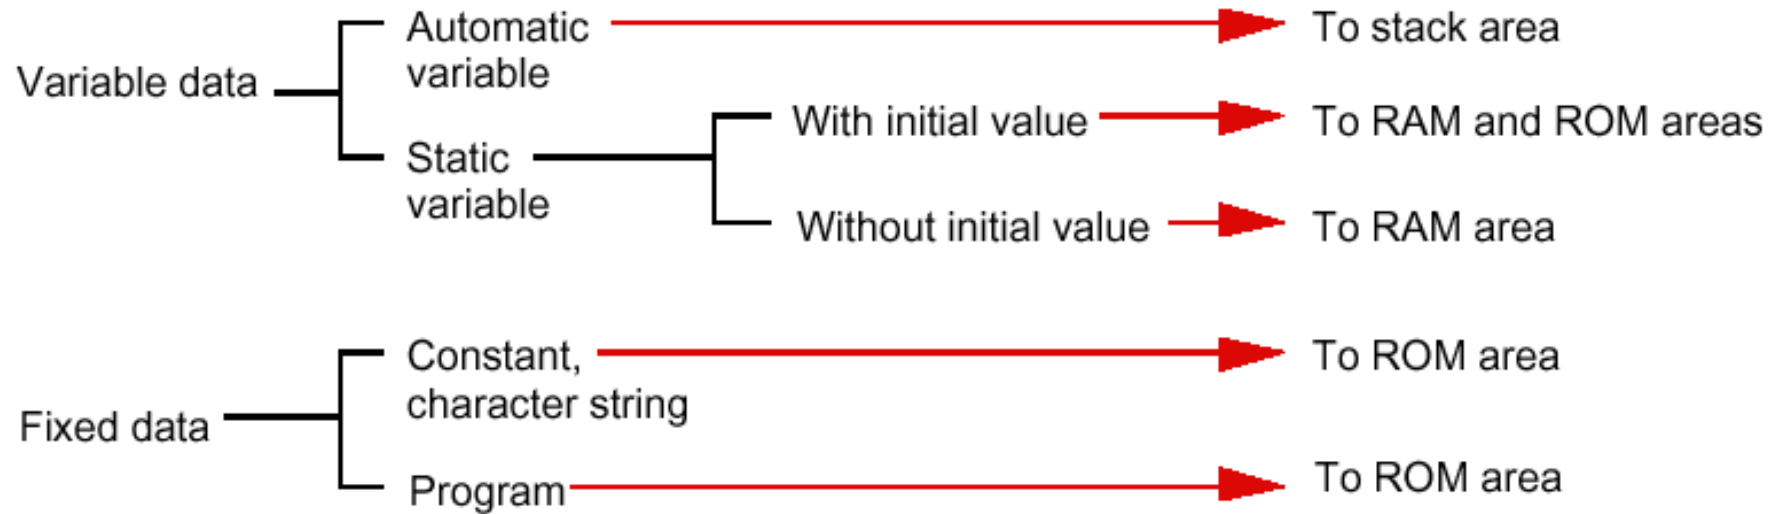 Automatic
variable
To stack area
Variable data
With initial value
To RAM and ROM areas
Static
variable
Without initial value
To RAM area
Constant,
character string
To ROM area
Fixed data
Program
To ROM area